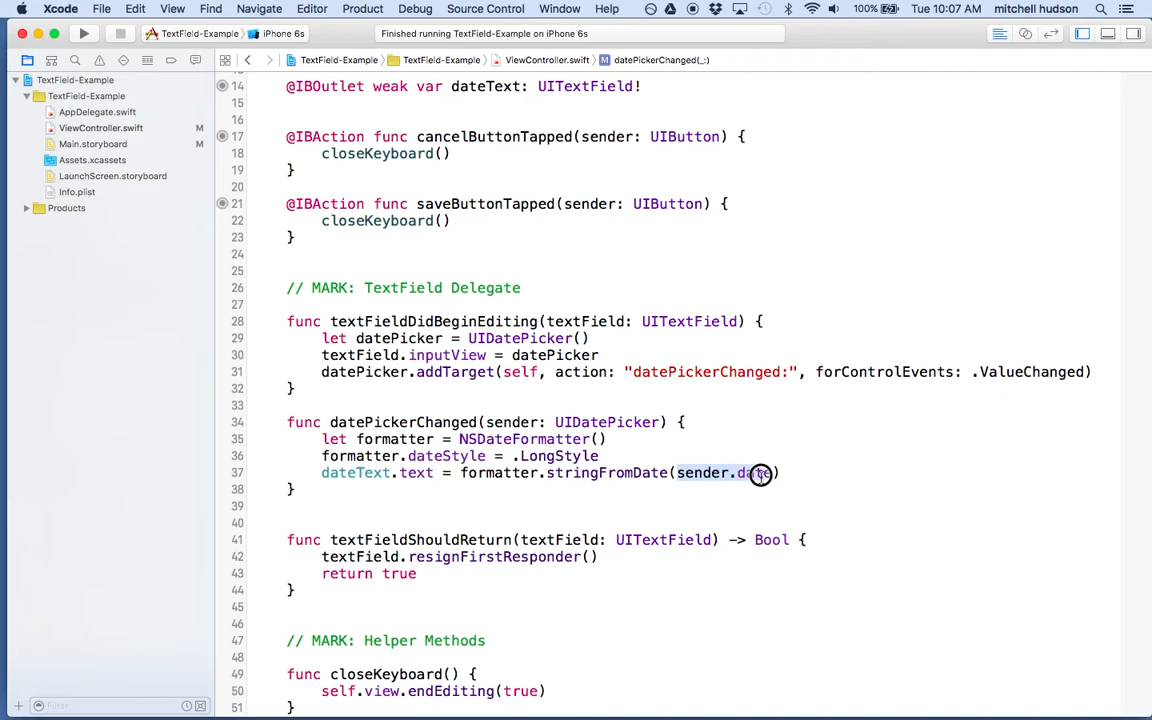 Xcode File Edit View Find Navigate Editor Product Debug Source Control Window Help 100% Tue 10:07 AM mitchell hudson
TextField-Example iPhone 6s Finished running TextField-Example on iPhone 6s
TextField-Example TextField-Example ViewController.swift M datePickerChanged(_:)
TextField-Example
TextField-Example
AppDelegate.swift
ViewController.swift M
Main.storyboard M
Assets.xcassets
LaunchScreen.storyboard
Info.plist
Products
Filter
14 @IBOutlet weak var dateText: UITextField!
15
16
17 @IBAction func cancelButtonTapped(sender: UIButton) {
18 closeKeyboard()
19 }
20
21 @IBAction func saveButtonTapped(sender: UIButton) {
22 closeKeyboard()
23 }
24
25
26 // MARK: TextField Delegate
27
28 func textFieldDidBeginEditing(textField: UITextField) {
29 let datePicker = UIDatePicker()
30 textField.inputView = datePicker
31 datePicker.addTarget(self, action: "datePickerChanged:", forControlEvents: .ValueChanged)
32 }
33
34 func datePickerChanged(sender: UIDatePicker) {
35 let formatter = NSDateFormatter()
36 formatter.dateStyle = .LongStyle
37 dateText.text = formatter.stringFromDate(sender.date)
38 }
39
40
41 func textFieldShouldReturn(textField: UITextField) -> Bool {
42 textField.resignFirstResponder()
43 return true
44 }
45
46
47 // MARK: Helper Methods
48
49 func closeKeyboard() {
50 self.view.endEditing(true)
51 }